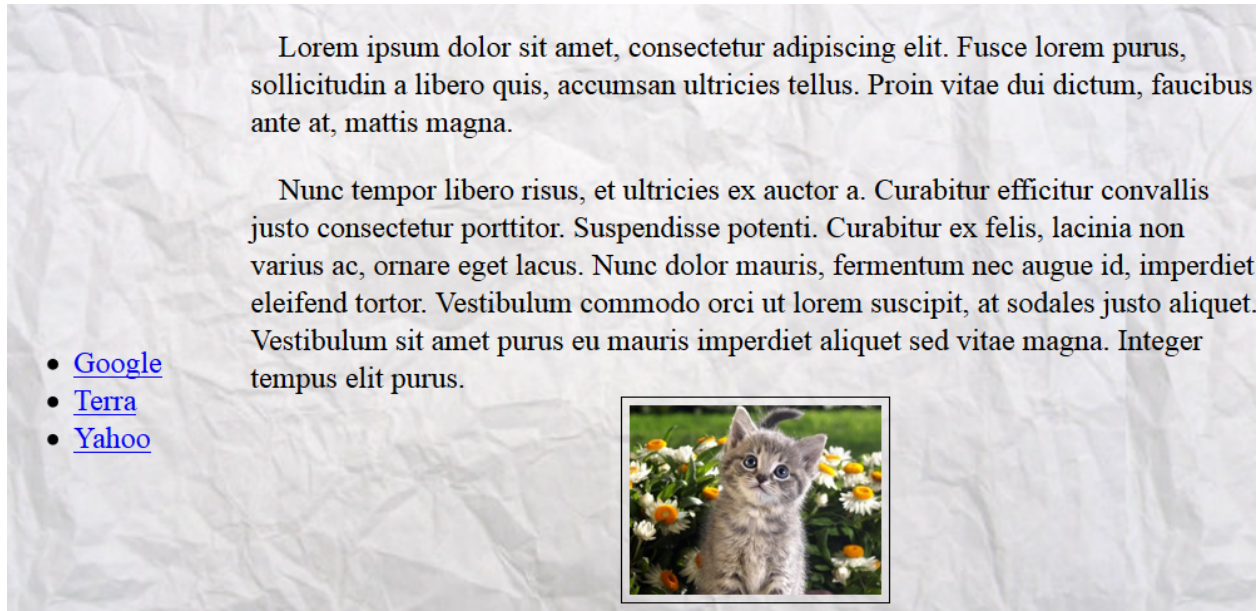 Lorem ipsum dolor sit amet, consectetur adipiscing elit. Fusce lorem purus,
sollicitudin a libero quis, accumsan ultricies tellus. Proin vitae dui dictum, faucibus
ante at, mattis magna.
Nunc tempor libero risus, et ultricies ex auctor a. Curabitur efficitur convallis
justo consectetur porttitor. Suspendisse potenti. Curabitur ex felis, lacinia non
varius ac, ornare eget lacus. Nunc dolor mauris, fermentum nec augue id, imperdiet
eleifend tortor. Vestibulum commodo orci ut lorem suscipit, at sodales justo aliquet.
Vestibulum sit amet purus eu mauris imperdiet aliquet sed vitae magna. Integer
tempus elit purus.
• Google
• Terra
• Yahoo